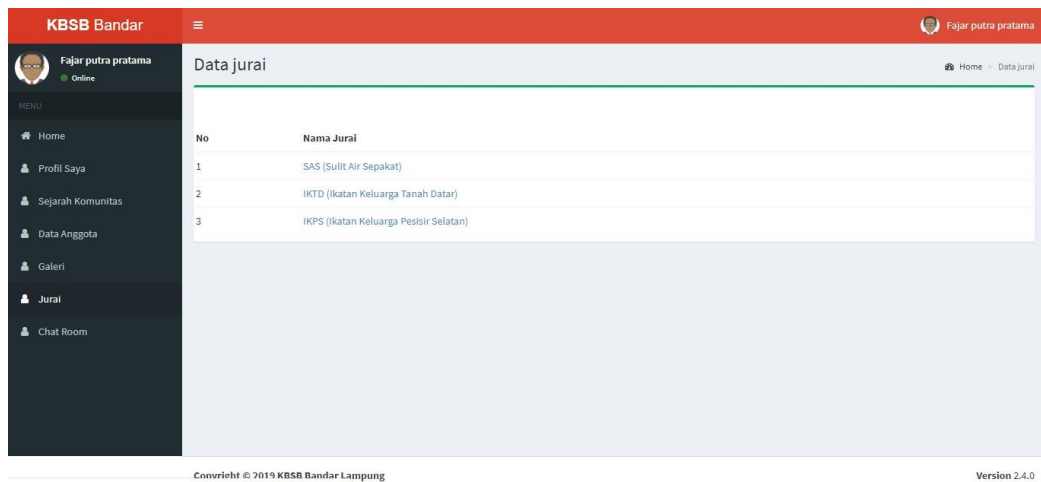 KBSB Bandar
Fajar putra pratama
Fajar putra pratama
Online
Data jurai
Home > Data jurai
MENU
Home
Profil Saya
Sejarah Komunitas
Data Anggota
Galeri
Jurai
Chat Room
No Nama Jurai
1 SAS (Sulit Air Sepakat)
2 IKTD (Ikatan Keluarga Tanah Datar)
3 IKPS (Ikatan Keluarga Pesisir Selatan)
Copyright © 2019 KBSB Bandar Lampung
Version 2.4.0